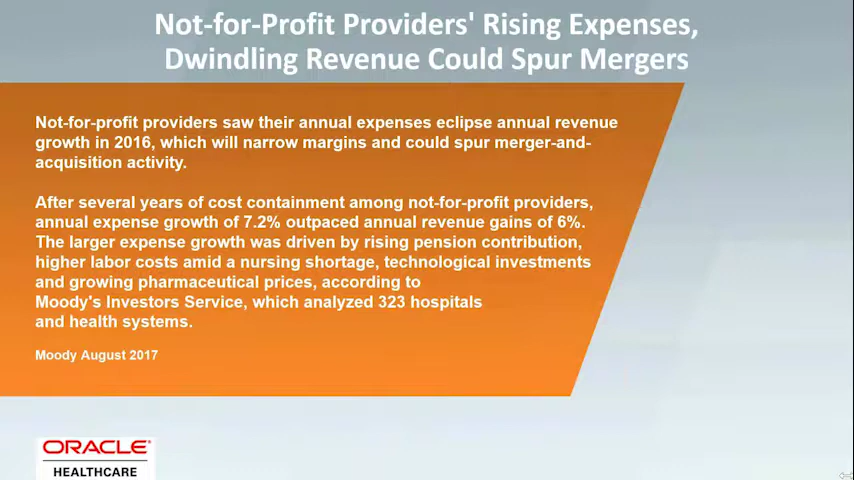 Not-for-Profit Providers' Rising Expenses,
Dwindling Revenue Could Spur Mergers
Not-for-profit providers saw their annual expenses eclipse annual revenue
growth in 2016, which will narrow margins and could spur merger-and-
acquisition activity.
After several years of cost containment among not-for-profit providers,
annual expense growth of 7.2% outpaced annual revenue gains of 6%.
The larger expense growth was driven by rising pension contribution,
higher labor costs amid a nursing shortage, technological investments
and growing pharmaceutical prices, according to
Moody's Investors Service, which analyzed 323 hospitals
and health systems.
Moody August 2017
ORACLE®
HEALTHCARE